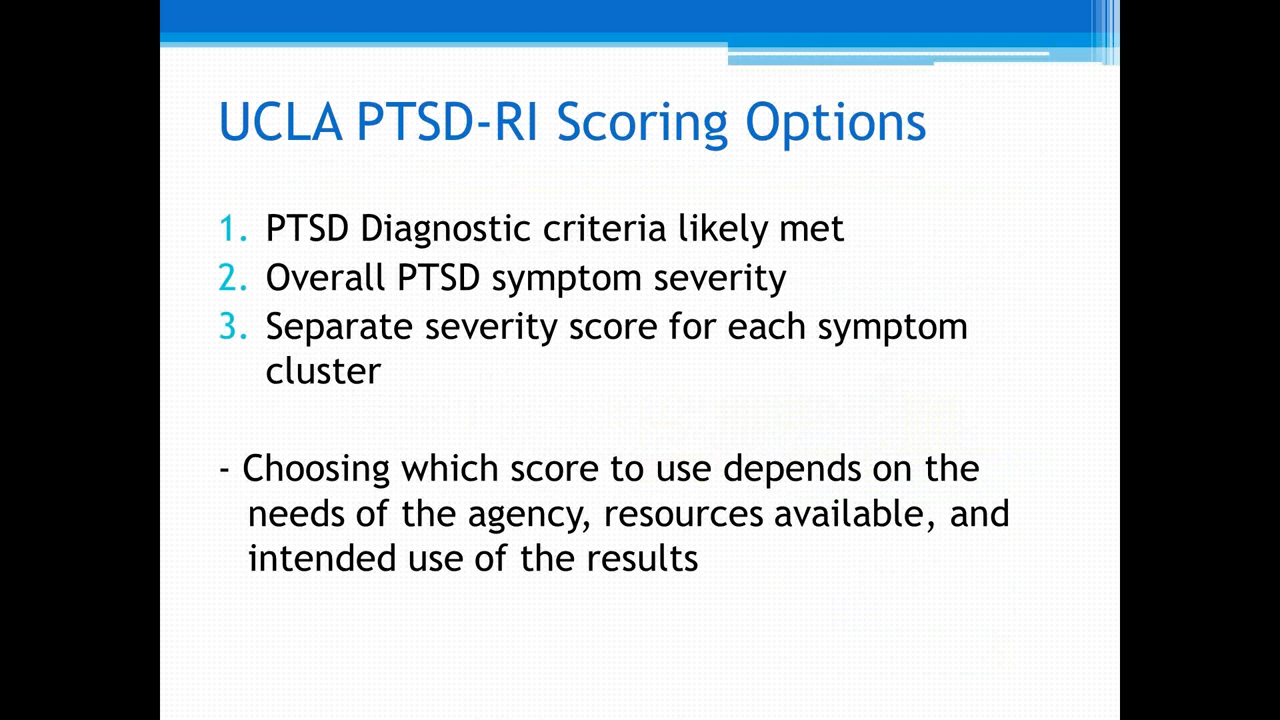 UCLA PTSD-RI Scoring Options
1. PTSD Diagnostic criteria likely met
2. Overall PTSD symptom severity
3. Separate severity score for each symptom
cluster
- Choosing which score to use depends on the
needs of the agency, resources available, and
intended use of the results